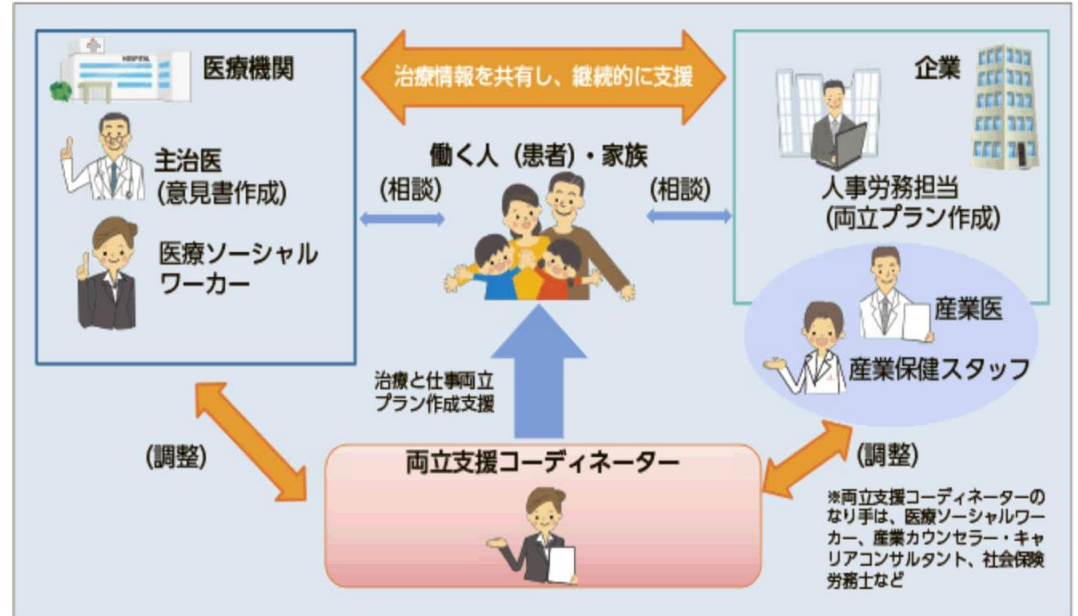 HOSPITAL
医療機関
治療情報を共有し、継続的に支援
企業
主治医
(意見書作成)
医療ソーシャル
ワーカー
働く人（患者）・家族
(相談)
(相談)
人事労務担当
(両立プラン作成)
産業医
産業保健スタッフ
治療と仕事両立
プラン作成支援
(調整)
両立支援コーディネーター
(調整)
※両立支援コーディネーターの
なり手は、医療ソーシャルワー
カー、産業カウンセラー・キャ
リアコンサルタント、社会保険
労務士など